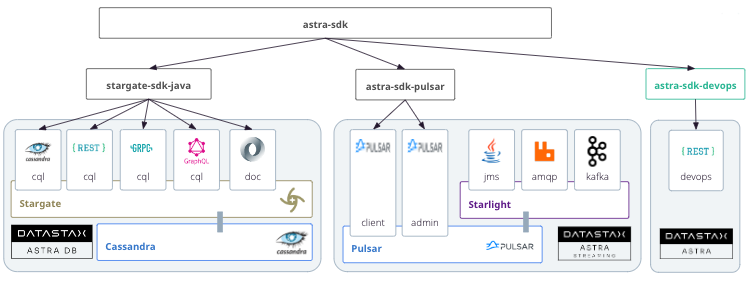 astra-sdk
stargate-sdk-java
astra-sdk-pulsar
astra-sdk-devops
cassandra
{ REST }
gRPC
GraphQL
cql
cql
cql
cql
doc
PULSAR
PULSAR
client
admin
Java
jms
amqp
kafka
{ REST }
devops
Stargate
Starlight
DATASTAX
ASTRA DB
Cassandra
cassandra
Pulsar
PULSAR
DATASTAX
ASTRA
STREAMING
DATASTAX
ASTRA